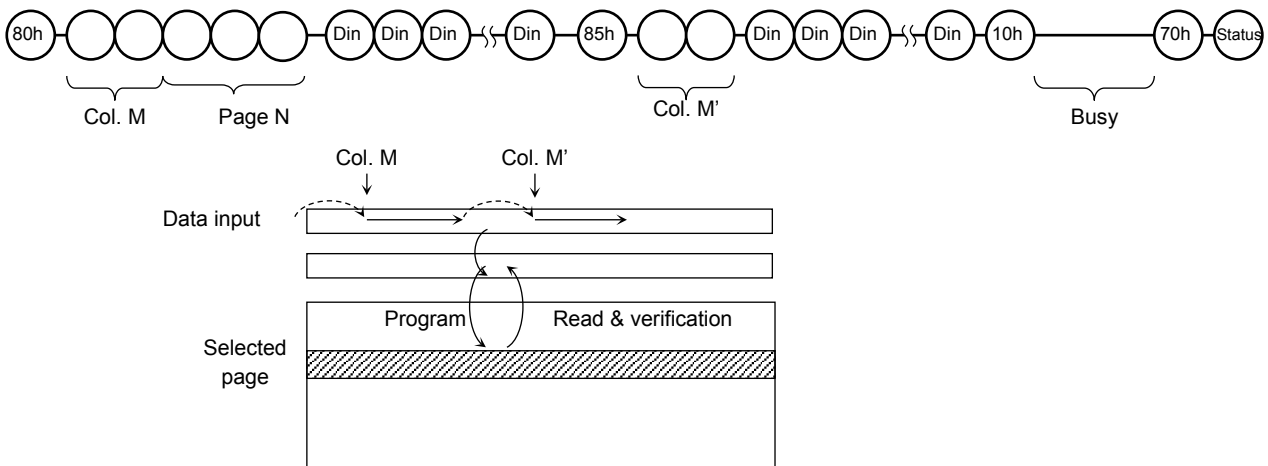 80h Din Din Din Din 85h Din Din Din Din 10h 70h Status
Col. M Page N Col. M’ Busy
Col. M Col. M’
Data input
Program Read & verification
Selected
page